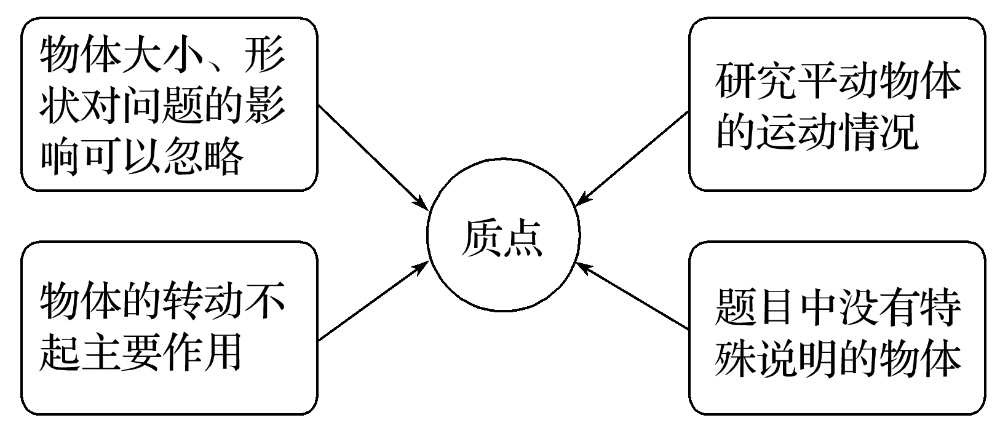 物体大小、形
状对问题的影
响可以忽略
研究平动物体
的运动情况
质点
物体的转动不
起主要作用
题目中没有特
殊说明的物体